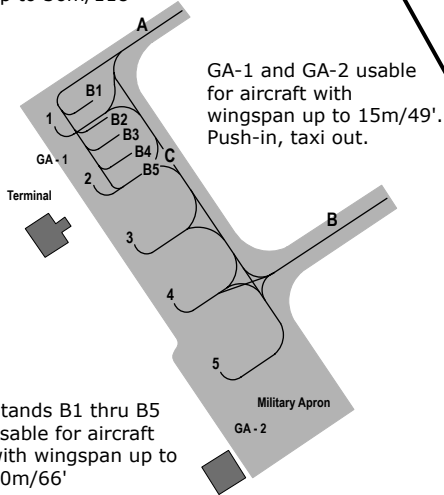 A
GA-1 and GA-2 usable
for aircraft with
wingspan up to 15m/49'.
Push-in, taxi out.
B1
1
B2
B3
GA - 1
B4
C
2
B5
Terminal
B
3
4
5
Military Apron
tands B1 thru B5
sable for aircraft
GA - 2
with wingspan up to
0m/66'